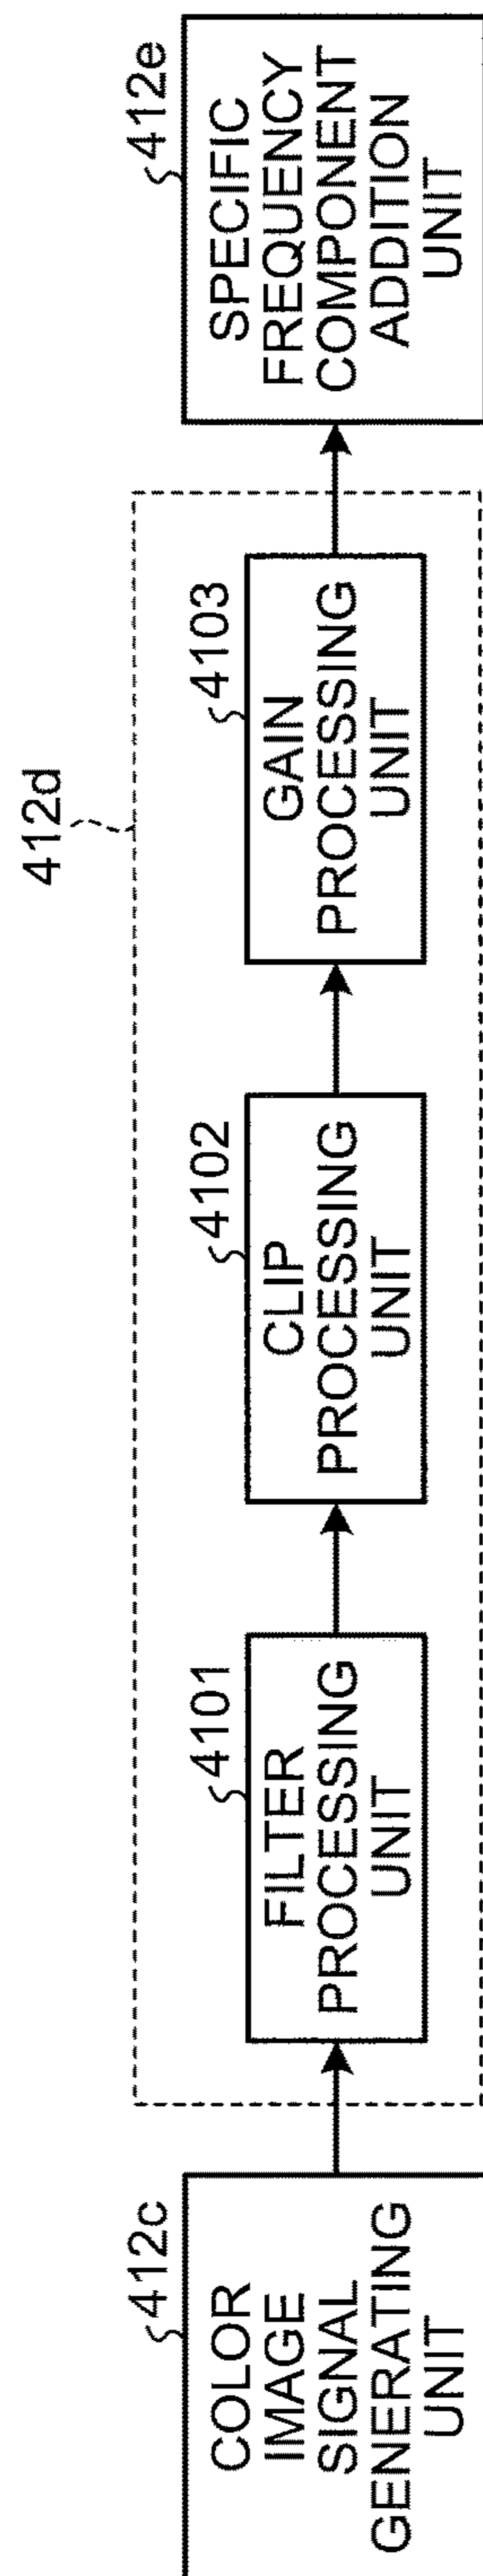 412d
412c
COLOR
IMAGE
SIGNAL
GENERATING
UNIT
4101
FILTER
PROCESSING
UNIT
4102
CLIP
PROCESSING
UNIT
4103
GAIN
PROCESSING
UNIT
412e
SPECIFIC
FREQUENCY
COMPONENT
ADDITION
UNIT